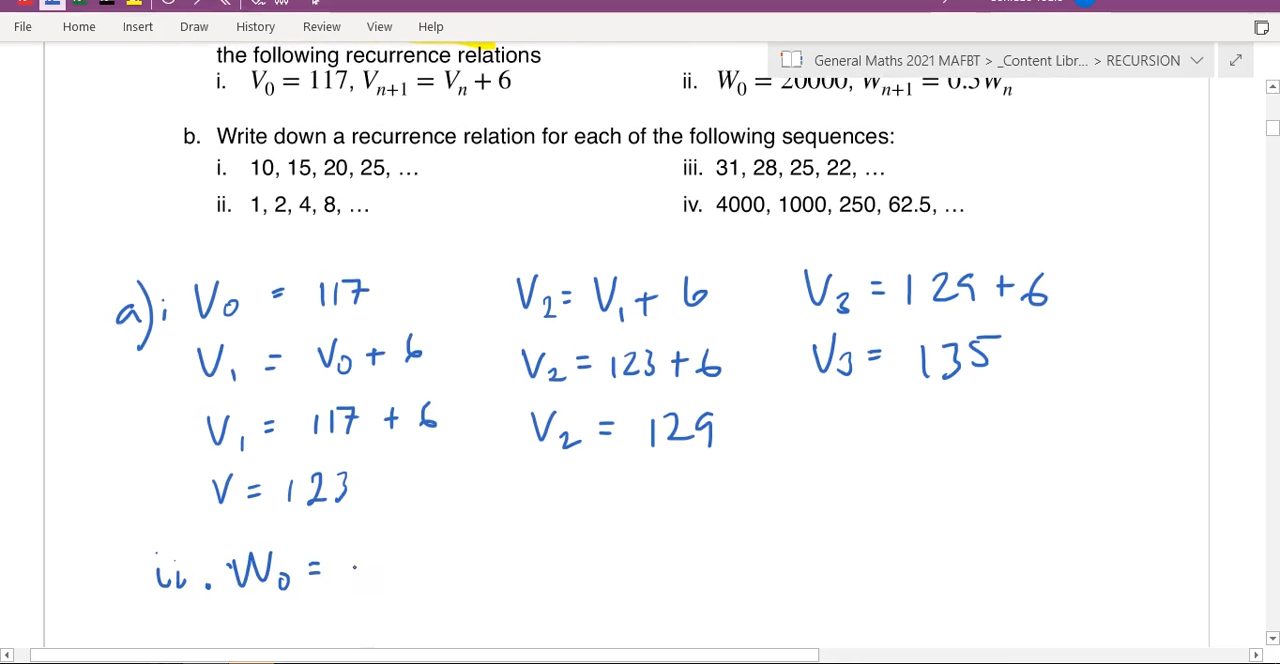 File Home Insert Draw History Review View Help
General Maths 2021 MAFBT > _Content Libr... > RECURSION
the following recurrence relations
i. V₀ = 117, Vₙ₊₁ = Vₙ + 6
ii. W₀ = 20000, Wₙ₊₁ = 0.5Wₙ
b. Write down a recurrence relation for each of the following sequences:
i. 10, 15, 20, 25, …
iii. 31, 28, 25, 22, …
ii. 1, 2, 4, 8, …
iv. 4000, 1000, 250, 62.5, …
a) i V₀ = 117
V₁ = V₀ + 6
V₁ = 117 + 6
V = 123
V₂ = V₁ + 6
V₂ = 123 + 6
V₂ = 129
V₃ = 129 + 6
V₃ = 135
ii. W₀ =